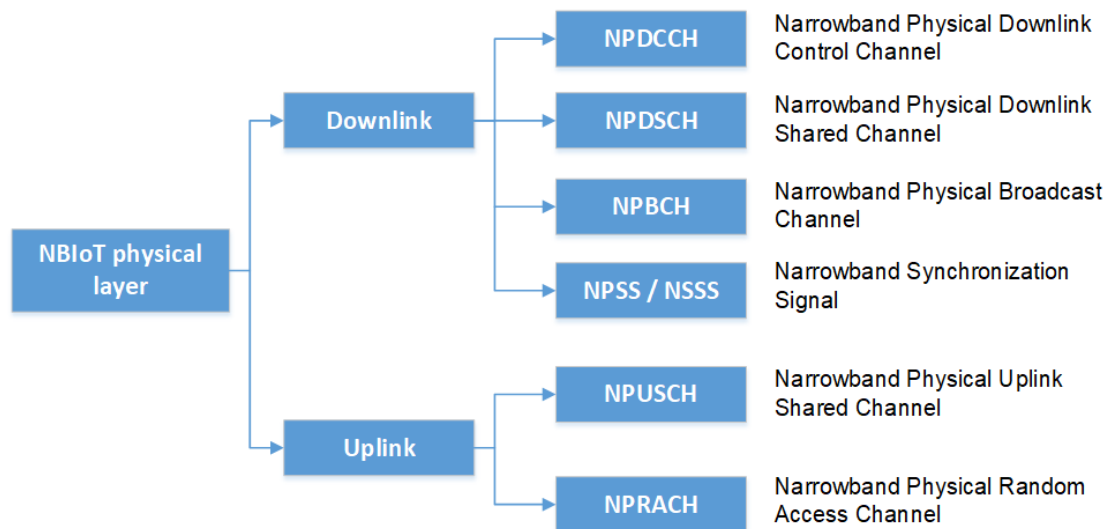 NBIoT physical
layer
Downlink
NPDCCH
Narrowband Physical Downlink
Control Channel
NPDSCH
Narrowband Physical Downlink
Shared Channel
NPBCH
Narrowband Physical Broadcast
Channel
NPSS / NSSS
Narrowband Synchronization
Signal
Uplink
NPUSCH
Narrowband Physical Uplink
Shared Channel
NPRACH
Narrowband Physical Random
Access Channel